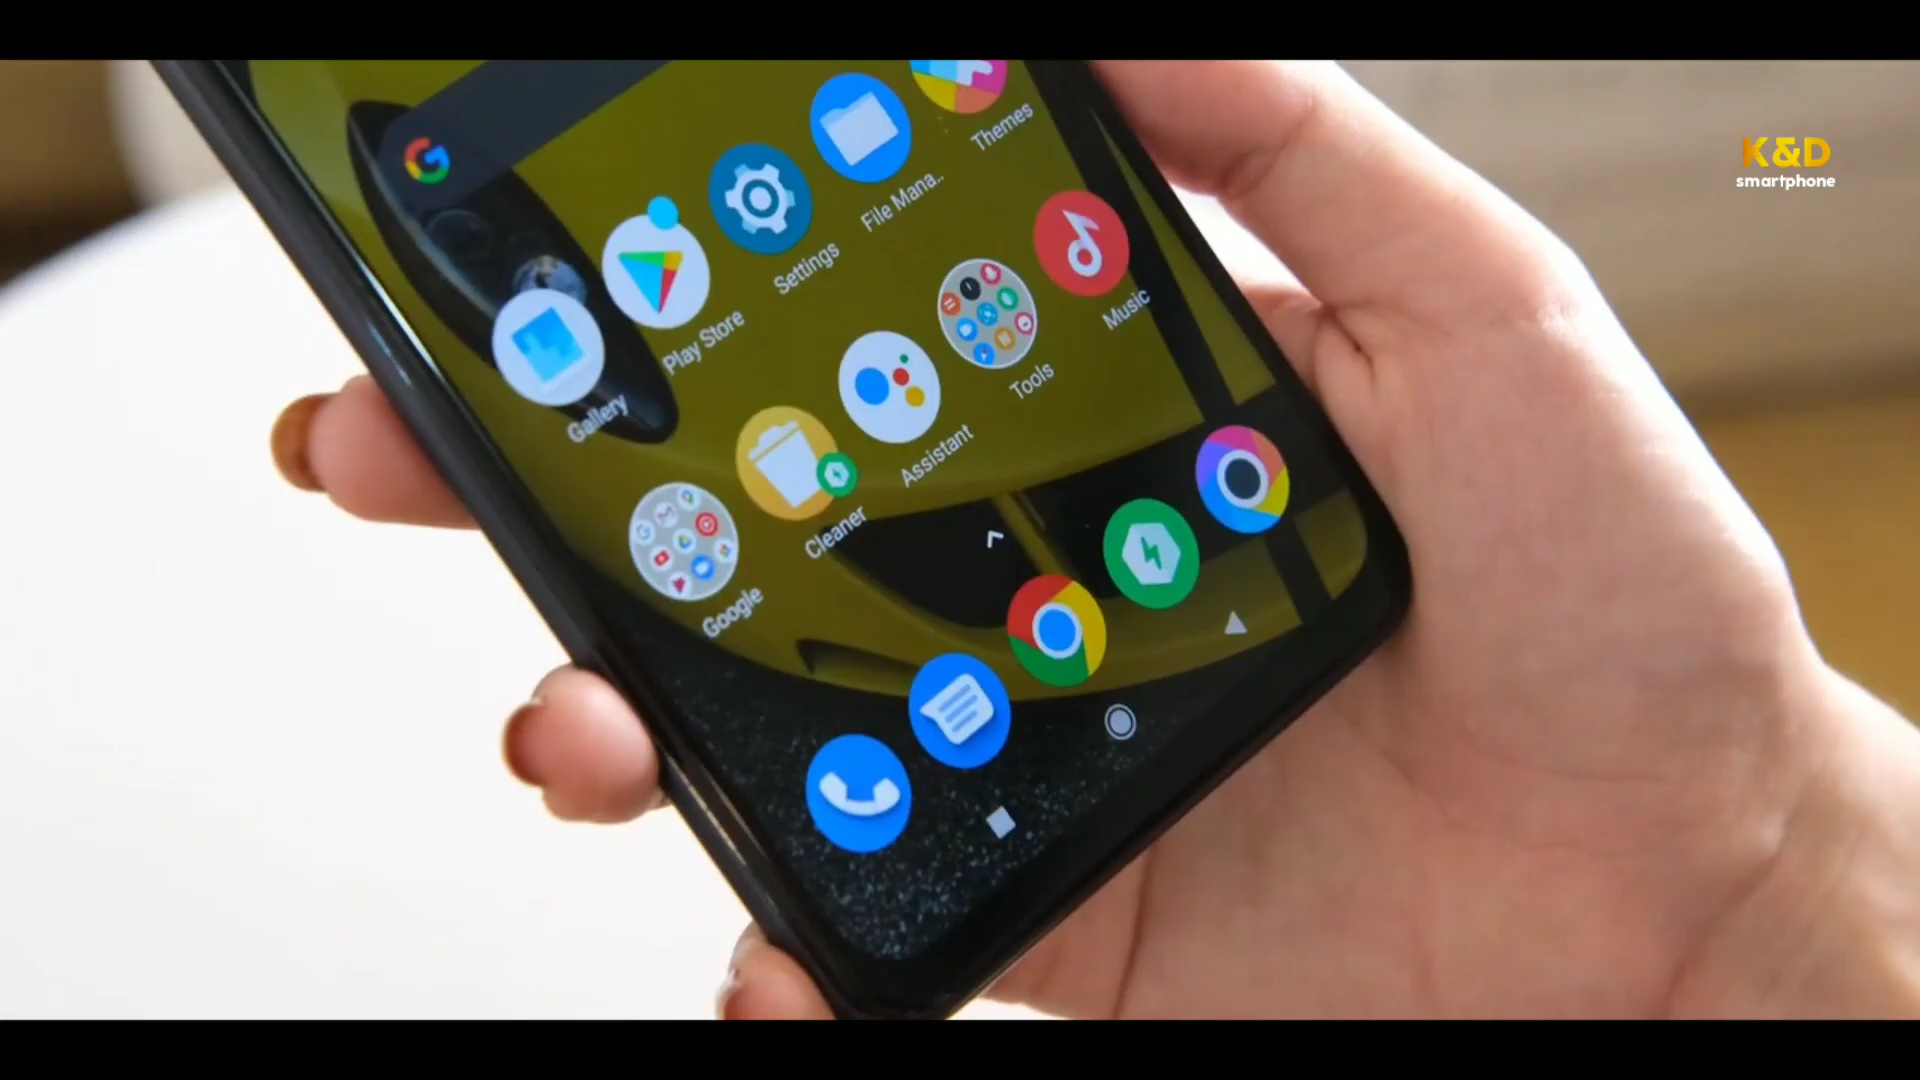 K&D
smartphone
Themes
File Mana..
Settings
Play Store
Gallery
Music
Tools
Assistant
Cleaner
Google